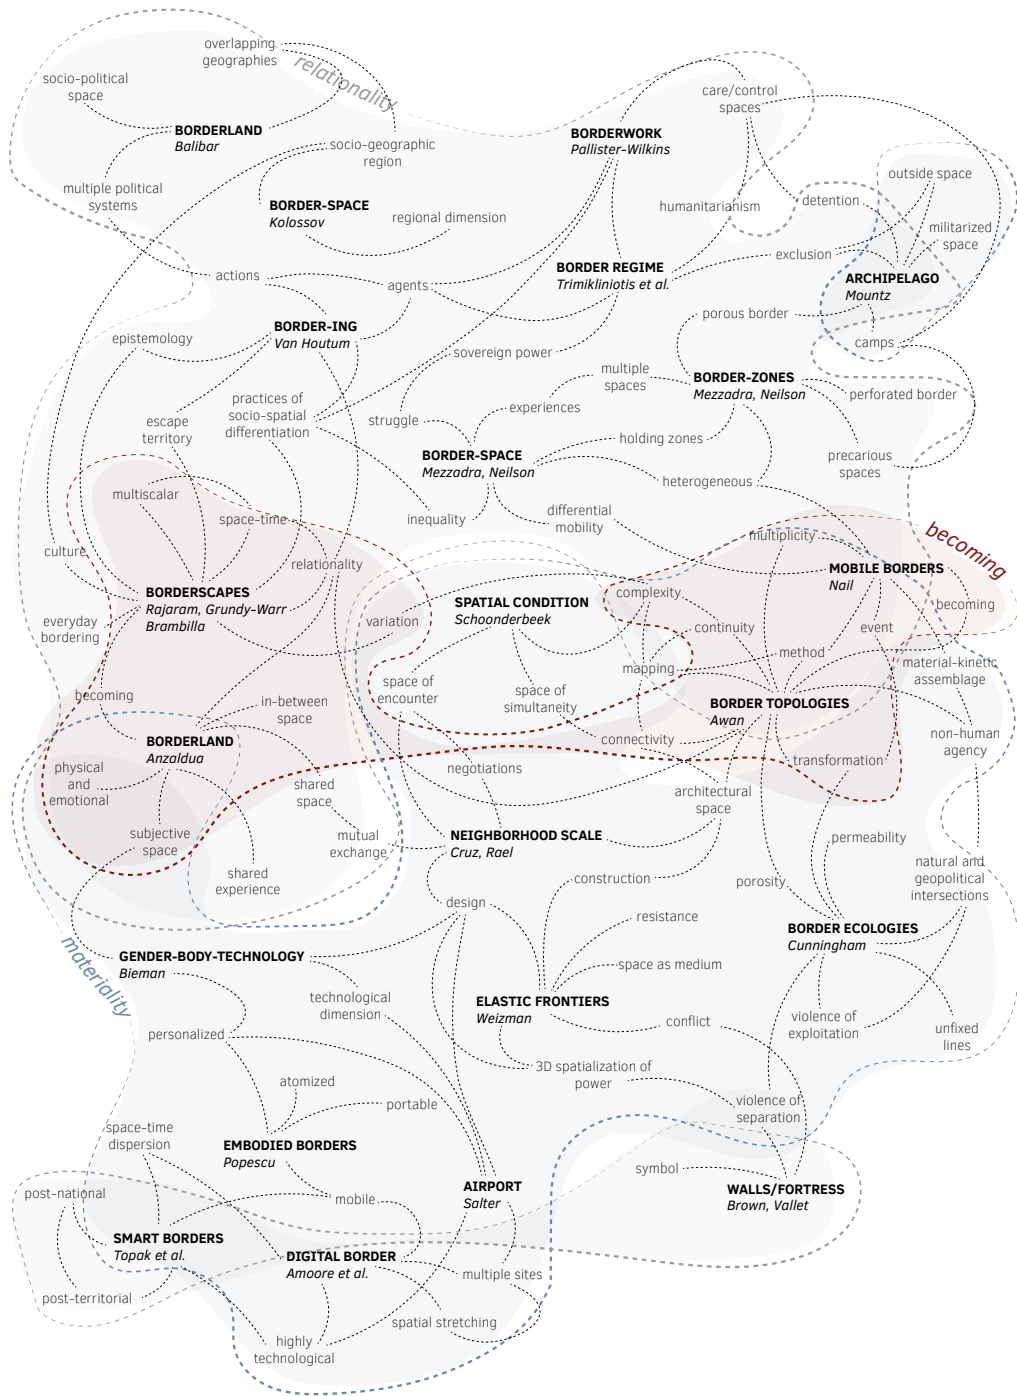 overlapping
geographies
relationality
socio-political
space
care/control
spaces
BORDERLAND
Balibar
BORDERWORK
Pallister-Wilkins
socio-geographic
region
outside space
multiple political
systems
detention
BORDER-SPACE
Kolossov
regional dimension
humanitarianism
militarized
space
exclusion
actions
agents
BORDER REGIME
Trimikliniotis et al.
ARCHIPELAGO
Mountz
porous border
BORDER-ING
Van Houtum
epistemology
camps
sovereign power
multiple
spaces
BORDER-ZONES
Mezzadra, Neilson
perforated border
practices of
socio-spatial
differentiation
experiences
escape
territory
struggle
holding zones
BORDER-SPACE
Mezzadra, Neilson
precarious
spaces
heterogeneous
multiscalar
space-time
inequality
differential
mobility
multiplicity
becoming
culture
relationality
MOBILE BORDERS
Nail
BORDERSCAPES
Rajaram, Grundy-Warr
Brambilla
SPATIAL CONDITION
Schoonderbeek
complexity
becoming
everyday
bordering
variation
continuity
event
method
mapping
material-kinetic
assemblage
becoming
in-between
space
space of
encounter
space of
simultaneity
BORDER TOPOLOGIES
Awan
BORDERLAND
Anzaldua
connectivity
non-human
agency
physical
and
emotional
negotiations
transformation
shared
space
architectural
space
subjective
space
mutual
exchange
NEIGHBORHOOD SCALE
Cruz, Rael
permeability
shared
experience
construction
porosity
natural and
geopolitical
intersections
design
resistance
BORDER ECOLOGIES
Cunningham
materiality
GENDER-BODY-TECHNOLOGY
Bieman
space as medium
technological
dimension
ELASTIC FRONTIERS
Weizman
personalized
conflict
violence of
exploitation
unfixed
lines
3D spatialization of
power
atomized
portable
violence of
separation
space-time
dispersion
EMBODIED BORDERS
Popescu
symbol
post-national
mobile
AIRPORT
Salter
WALLS/FORTRESS
Brown, Vallet
SMART BORDERS
Topak et al.
DIGITAL BORDER
Amoore et al.
multiple sites
post-territorial
spatial stretching
highly
technological